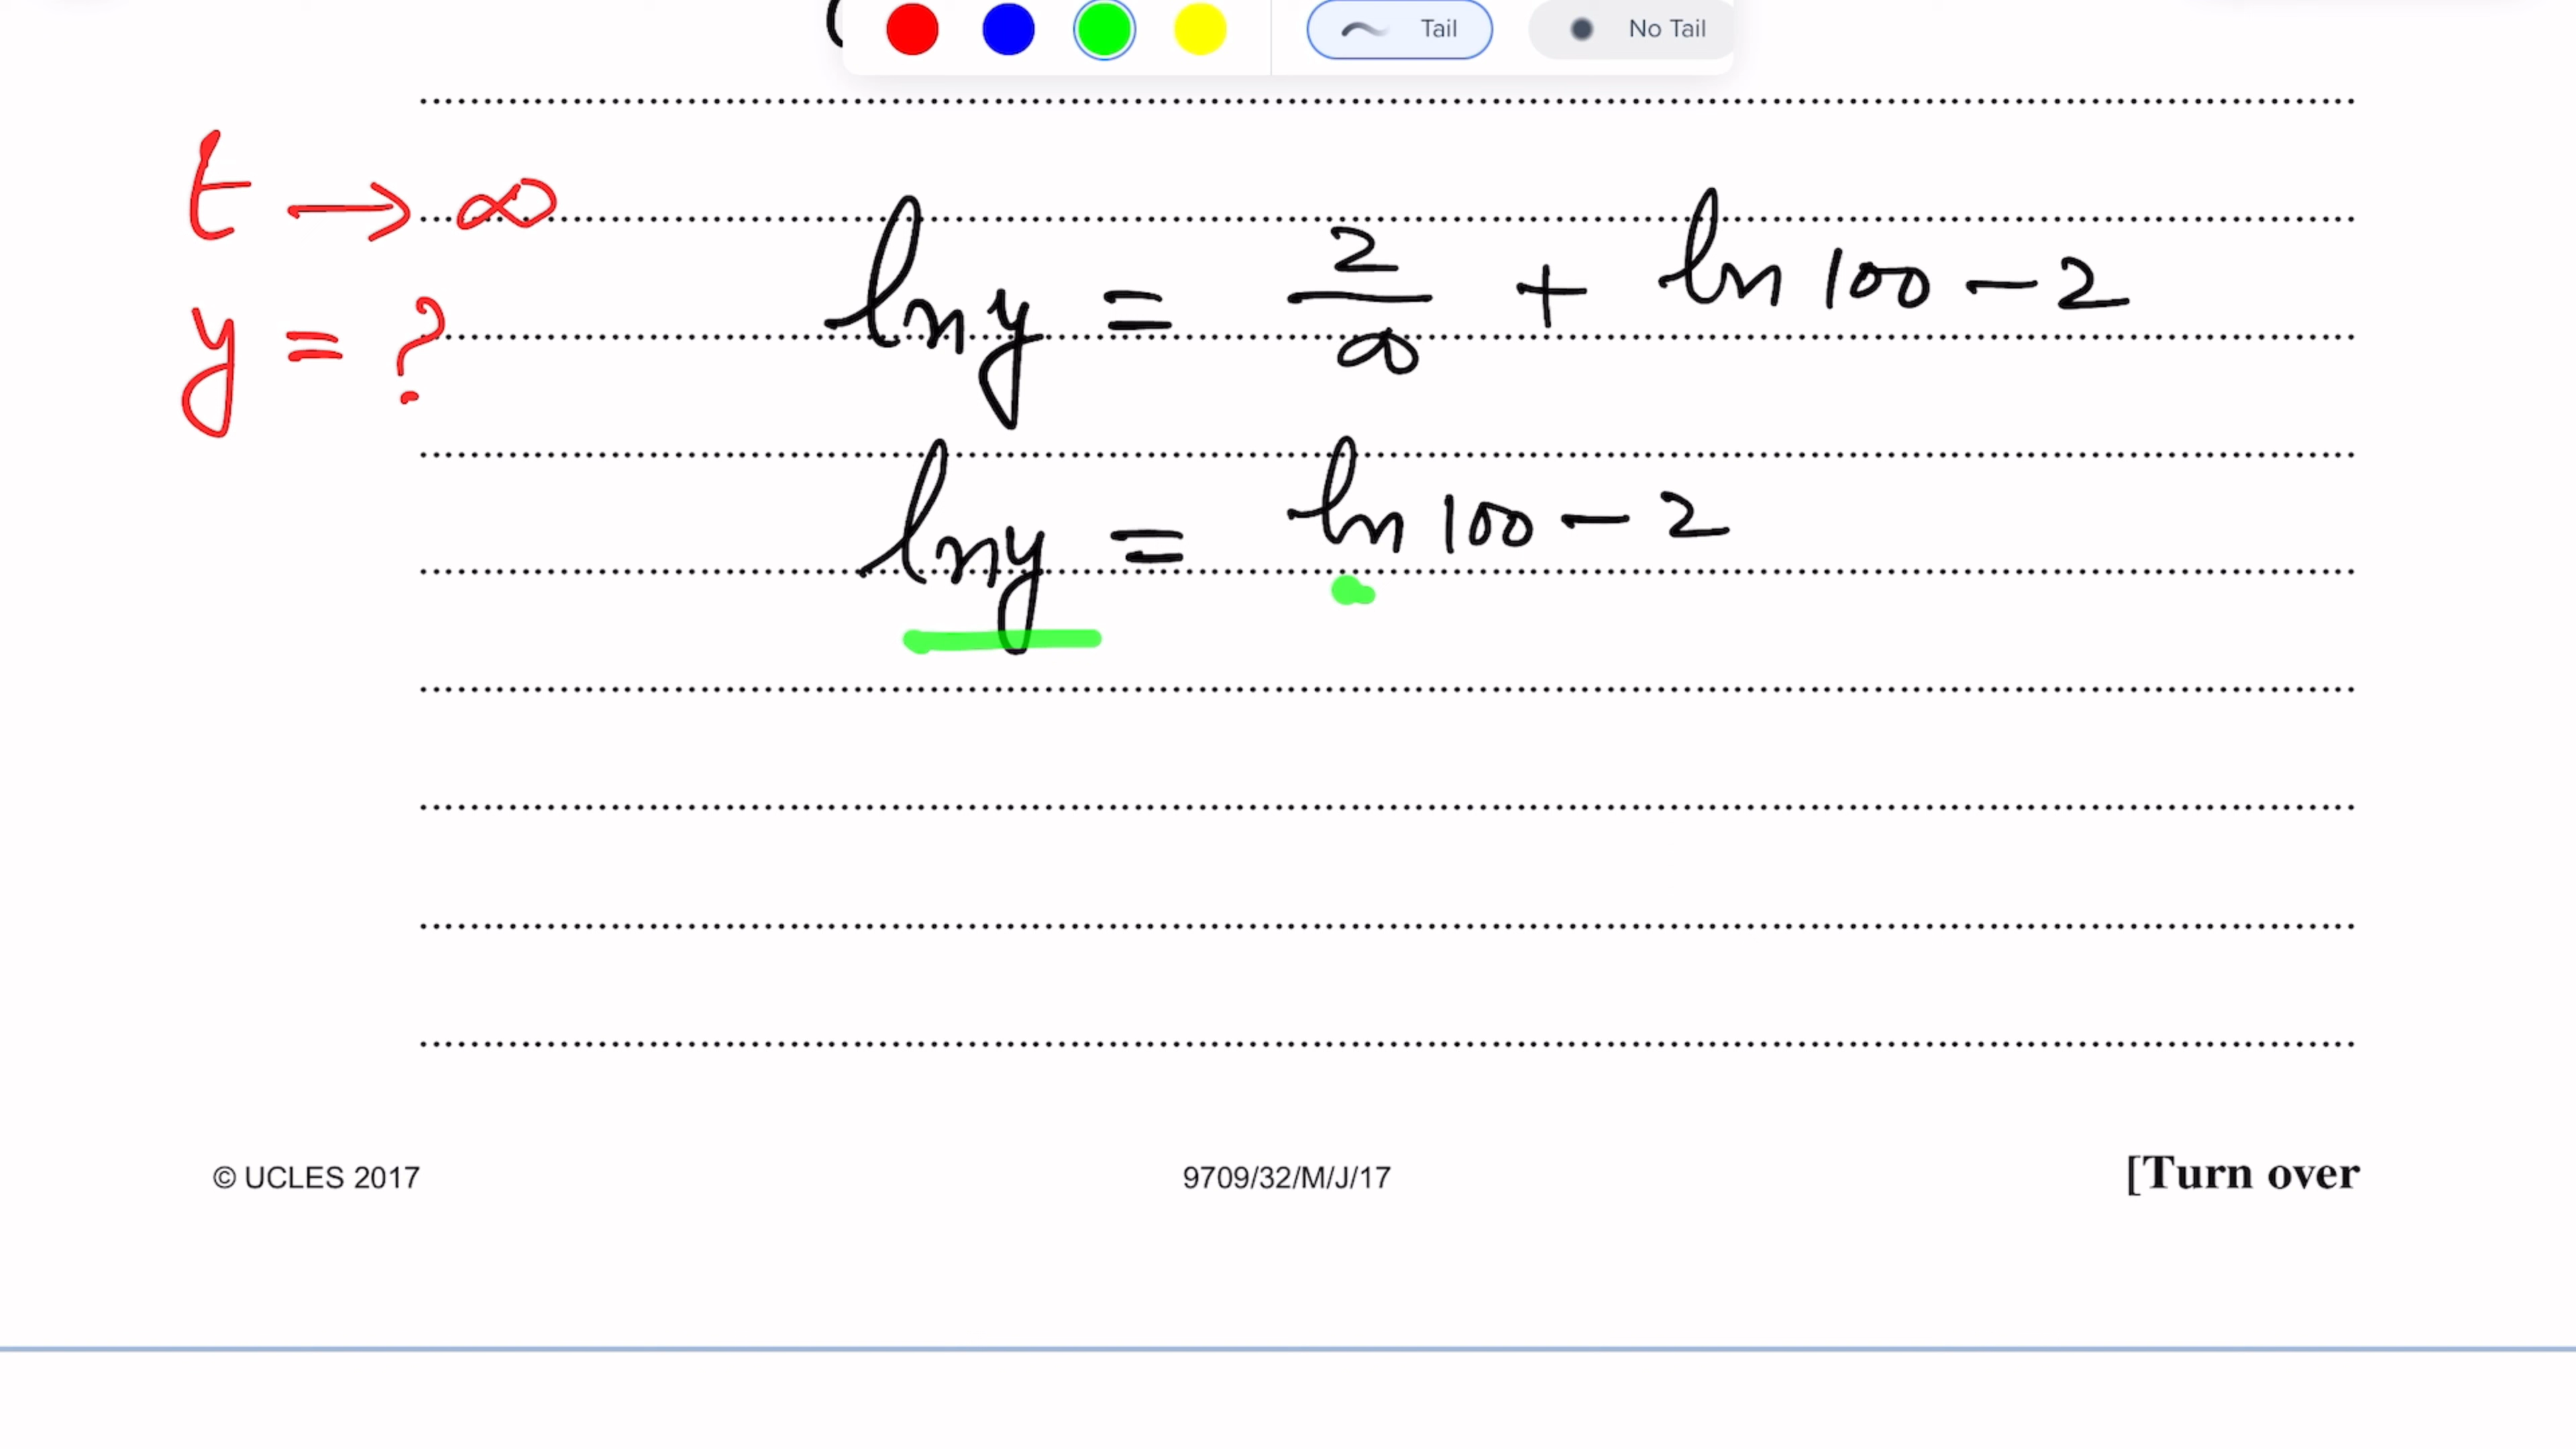 Tail No Tail
t → ∞
ln y = 2/∞ + ln 100 - 2
y = ?
ln y = ln 100 - 2
© UCLES 2017 9709/32/M/J/17 [Turn over